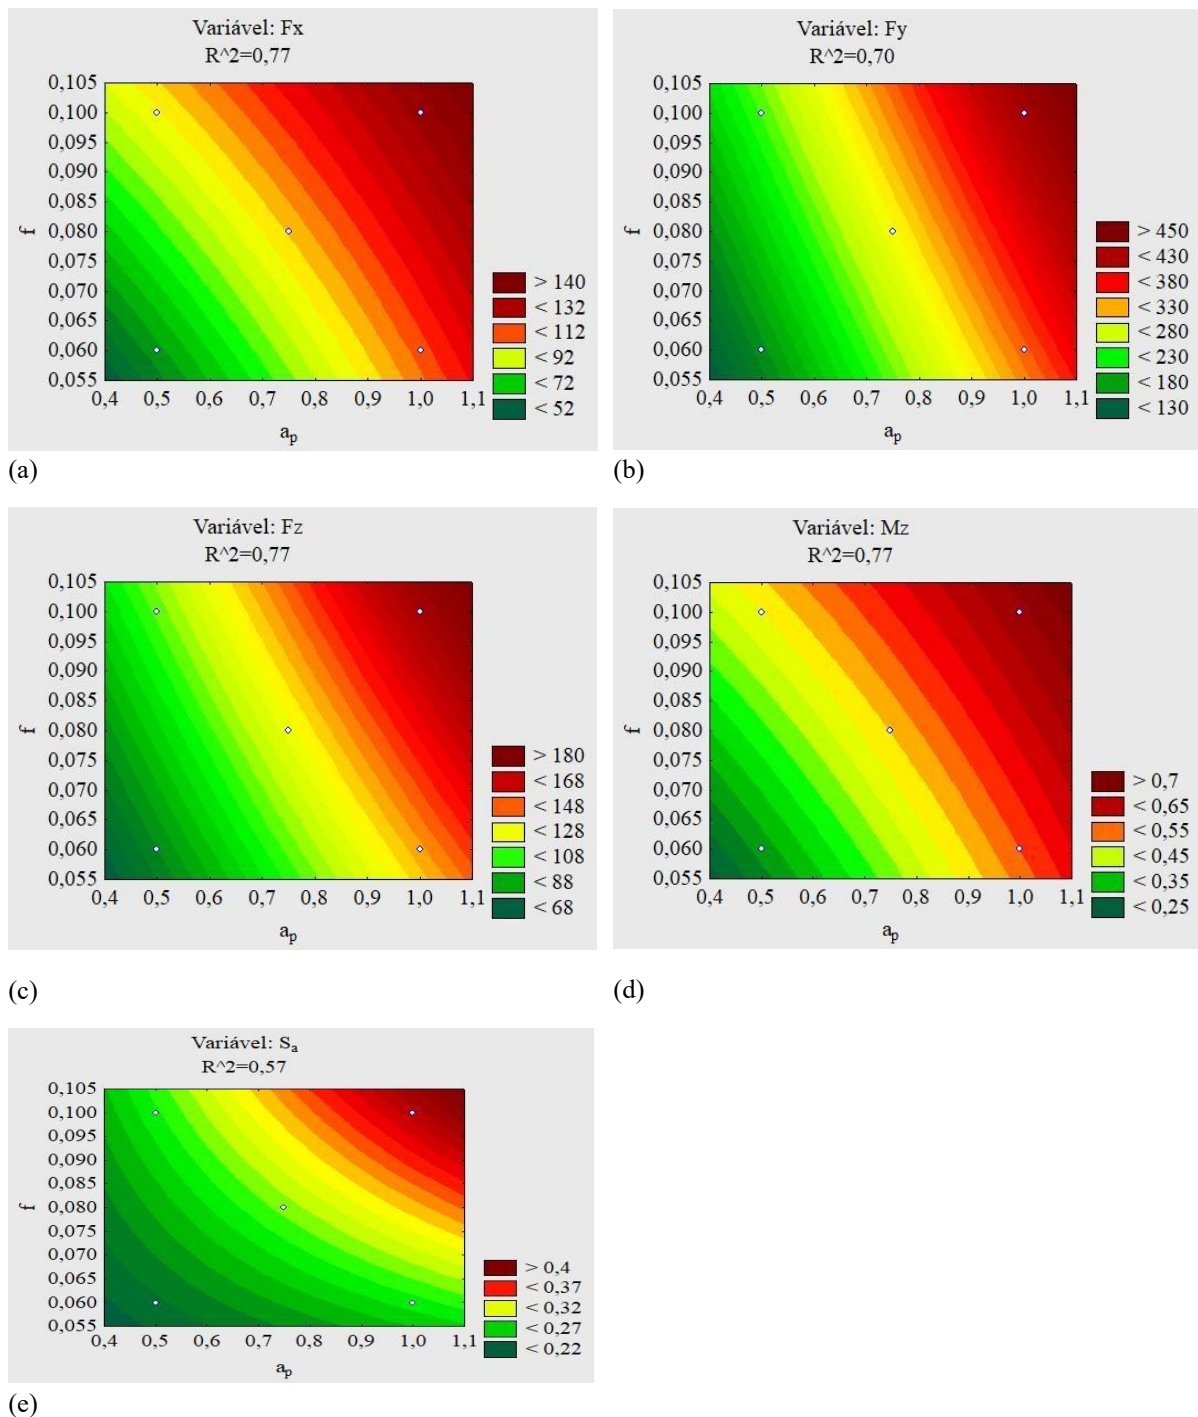 Variável: Fx
R^2=0,77
0,105
0,100
0,095
0,090
0,085
0,080
0,075
0,070
0,065
0,060
0,055
f
0,4 0,5 0,6 0,7 0,8 0,9 1,0 1,1
aₚ
> 140
< 132
< 112
< 92
< 72
< 52
(a)
Variável: Fy
R^2=0,70
0,105
0,100
0,095
0,090
0,085
0,080
0,075
0,070
0,065
0,060
0,055
f
0,4 0,5 0,6 0,7 0,8 0,9 1,0 1,1
aₚ
> 450
< 430
< 380
< 330
< 280
< 230
< 180
< 130
(b)
Variável: Fz
R^2=0,77
0,105
0,100
0,095
0,090
0,085
0,080
0,075
0,070
0,065
0,060
0,055
f
0,4 0,5 0,6 0,7 0,8 0,9 1,0 1,1
aₚ
> 180
< 168
< 148
< 128
< 108
< 88
< 68
(c)
Variável: Mz
R^2=0,77
0,105
0,100
0,095
0,090
0,085
0,080
0,075
0,070
0,065
0,060
0,055
f
0,4 0,5 0,6 0,7 0,8 0,9 1,0 1,1
aₚ
> 0,7
< 0,65
< 0,55
< 0,45
< 0,35
< 0,25
(d)
Variável: Sₐ
R^2=0,57
0,105
0,100
0,095
0,090
0,085
0,080
0,075
0,070
0,065
0,060
0,055
f
0,4 0,5 0,6 0,7 0,8 0,9 1,0 1,1
aₚ
> 0,4
< 0,37
< 0,32
< 0,27
< 0,22
(e)